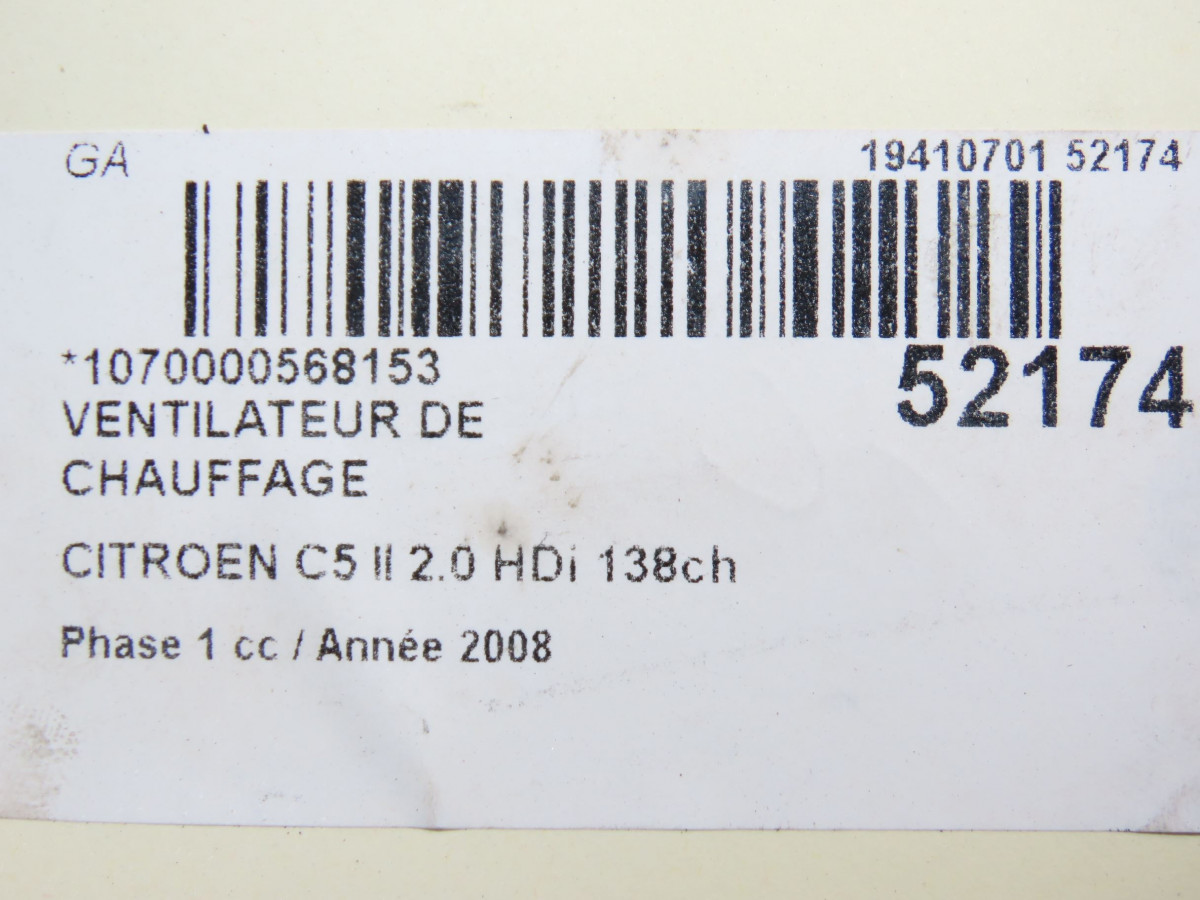 GA
19410701 52174
*1070000568153
52174
VENTILATEUR DE
CHAUFFAGE
CITROEN C5 II 2.0 HDi 138ch
Phase 1 cc / Année 2008